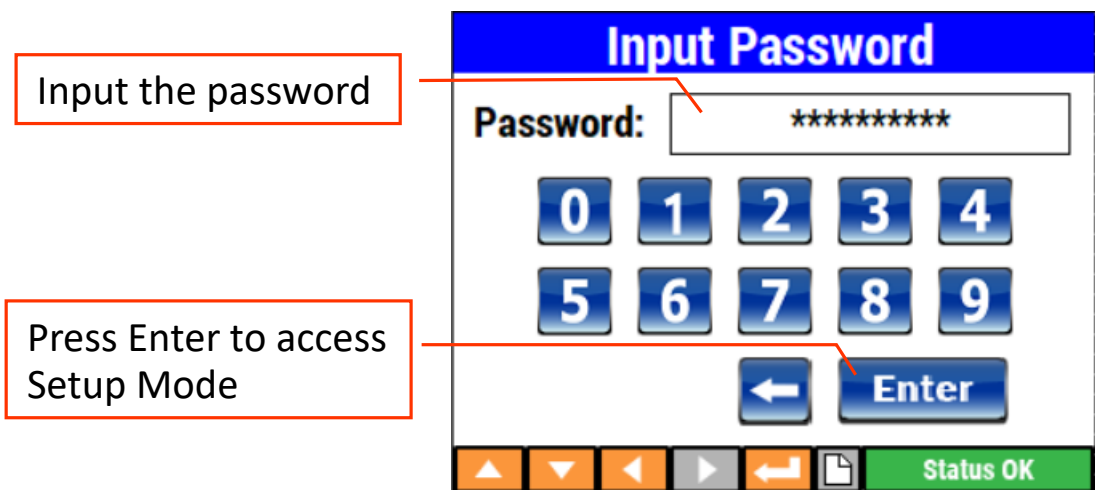 Input Password
Input the password
Password: **********
0 1 2 3 4
5 6 7 8 9
Press Enter to access
Setup Mode
Enter
Status OK